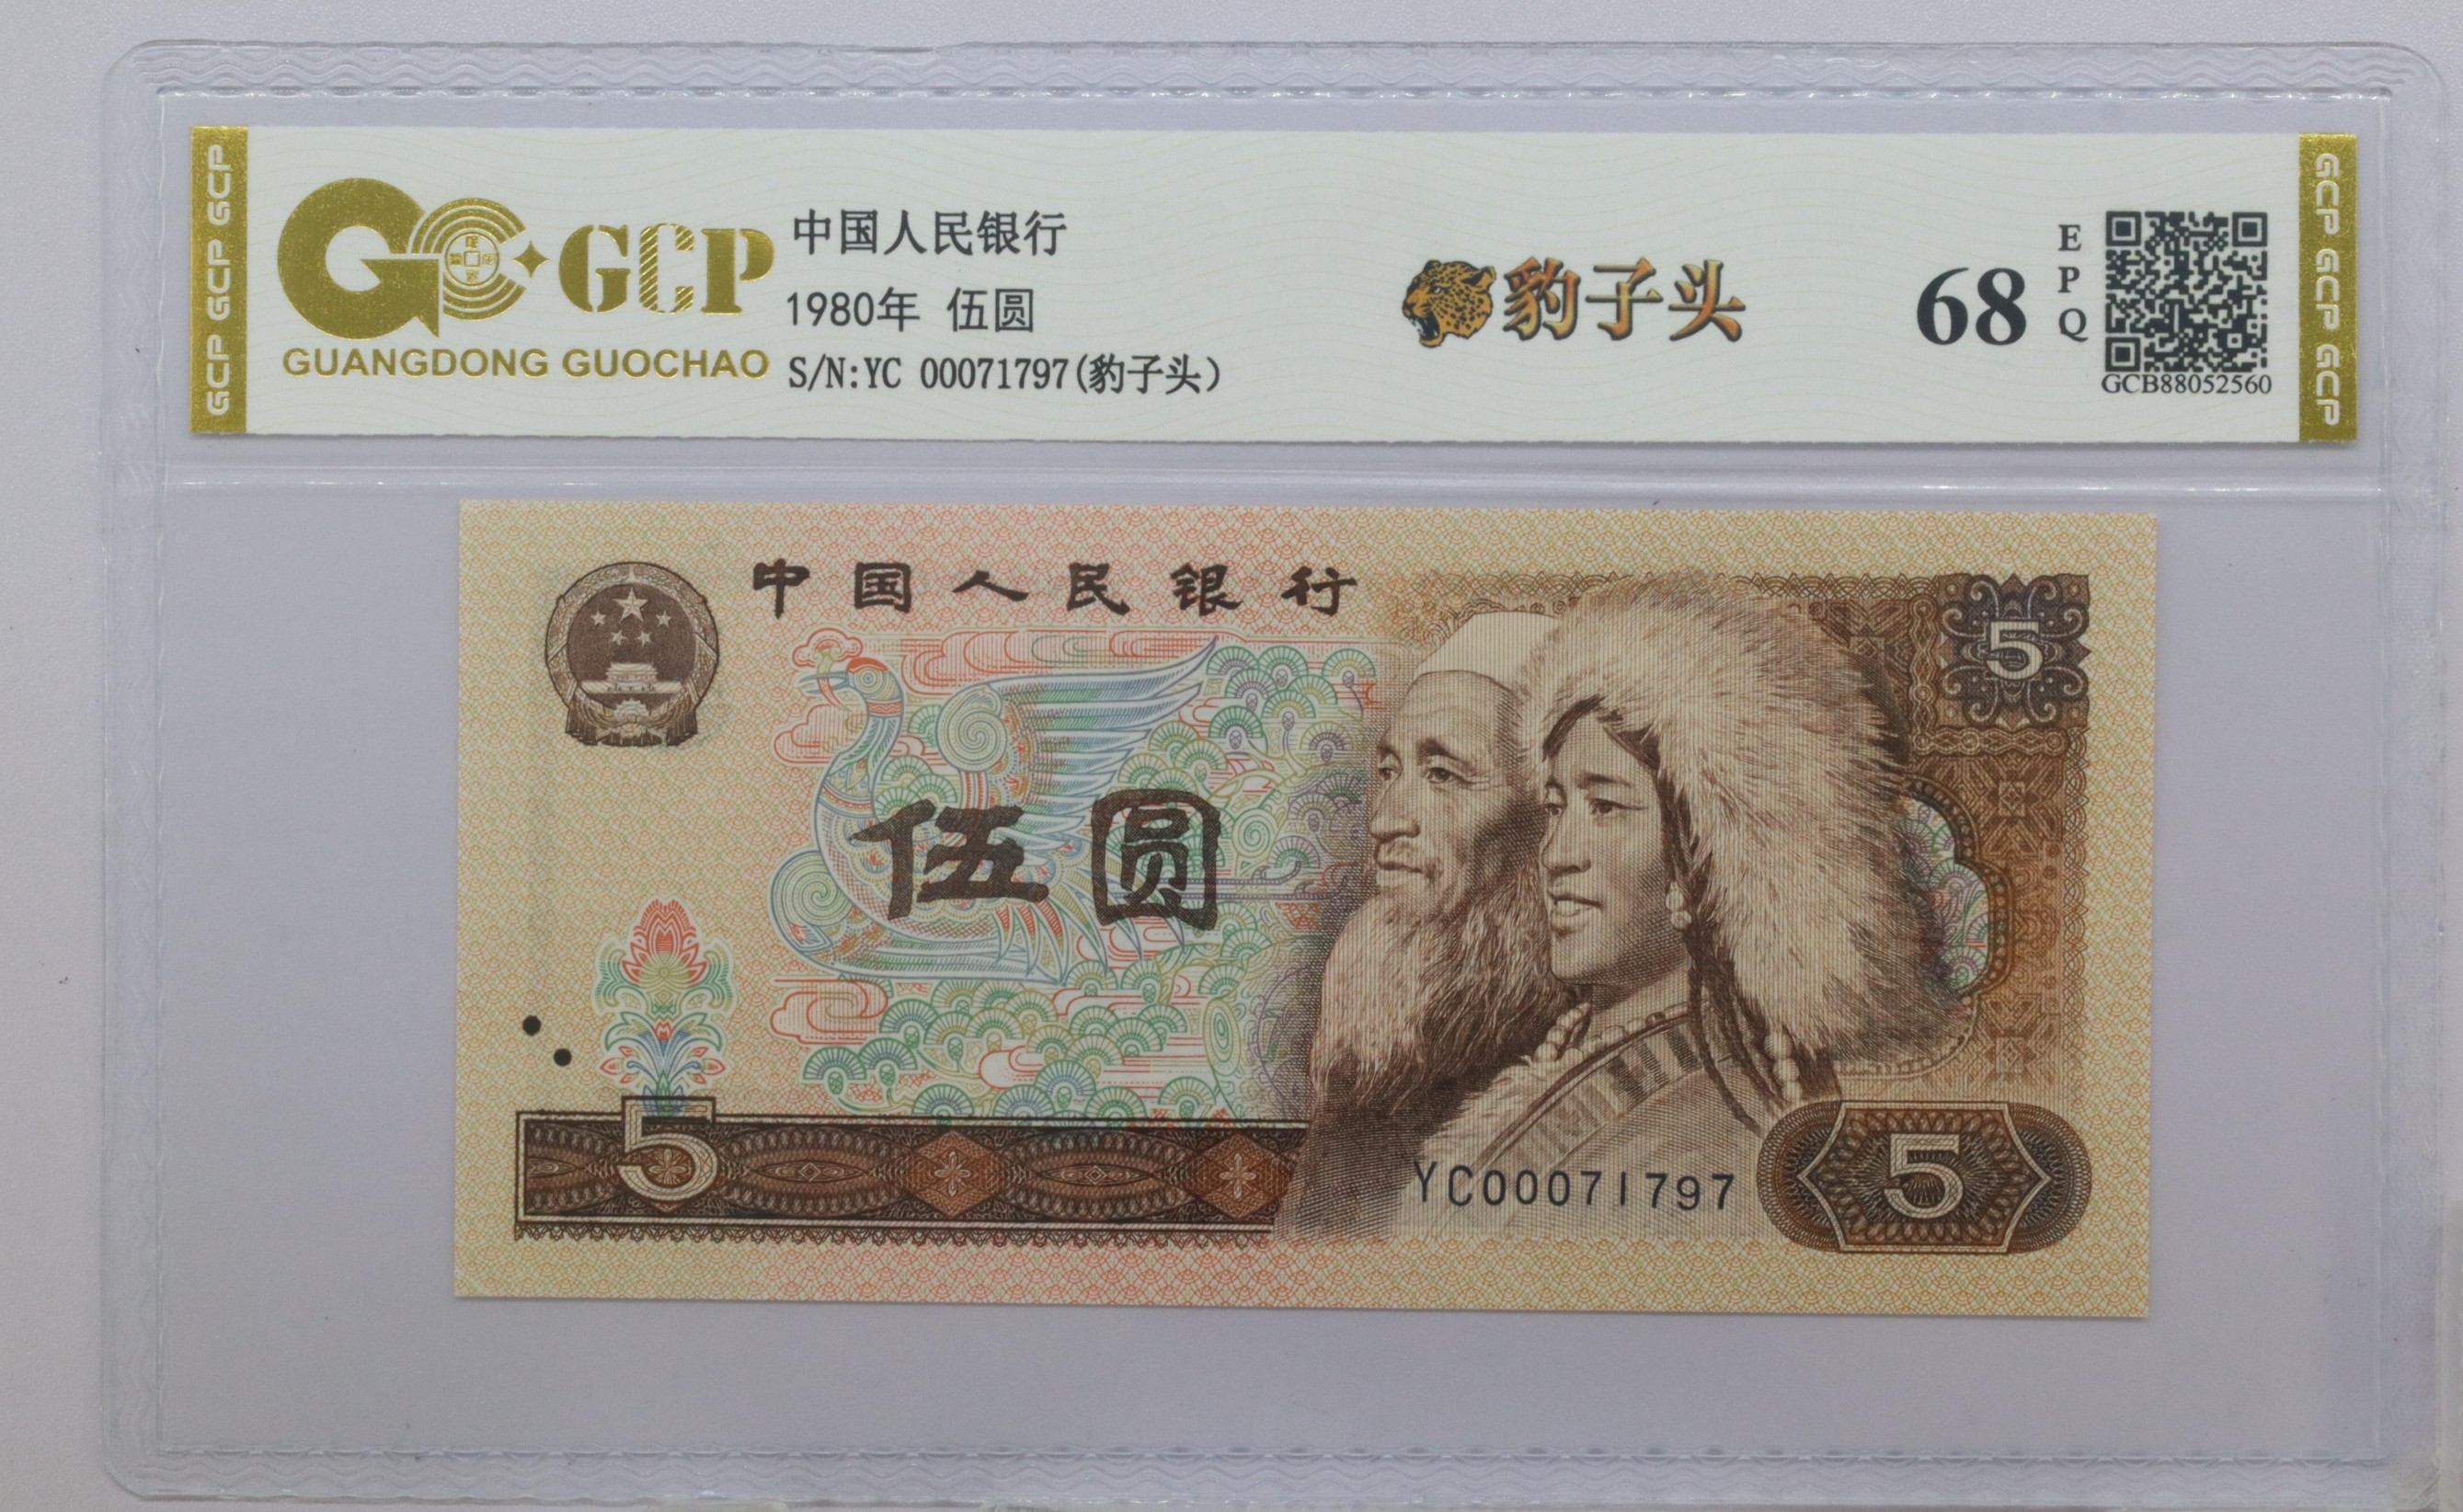 GCP GCP GCP
GCP
GUANGDONG GUOCHAO
中国人民银行
1980年 伍圆
S/N:YC 00071797(豹子头)
豹子头
68
EPQ
GCB88052560
GCP GCP GCP
中国人民银行
5
伍圆
5
YC00071797
5